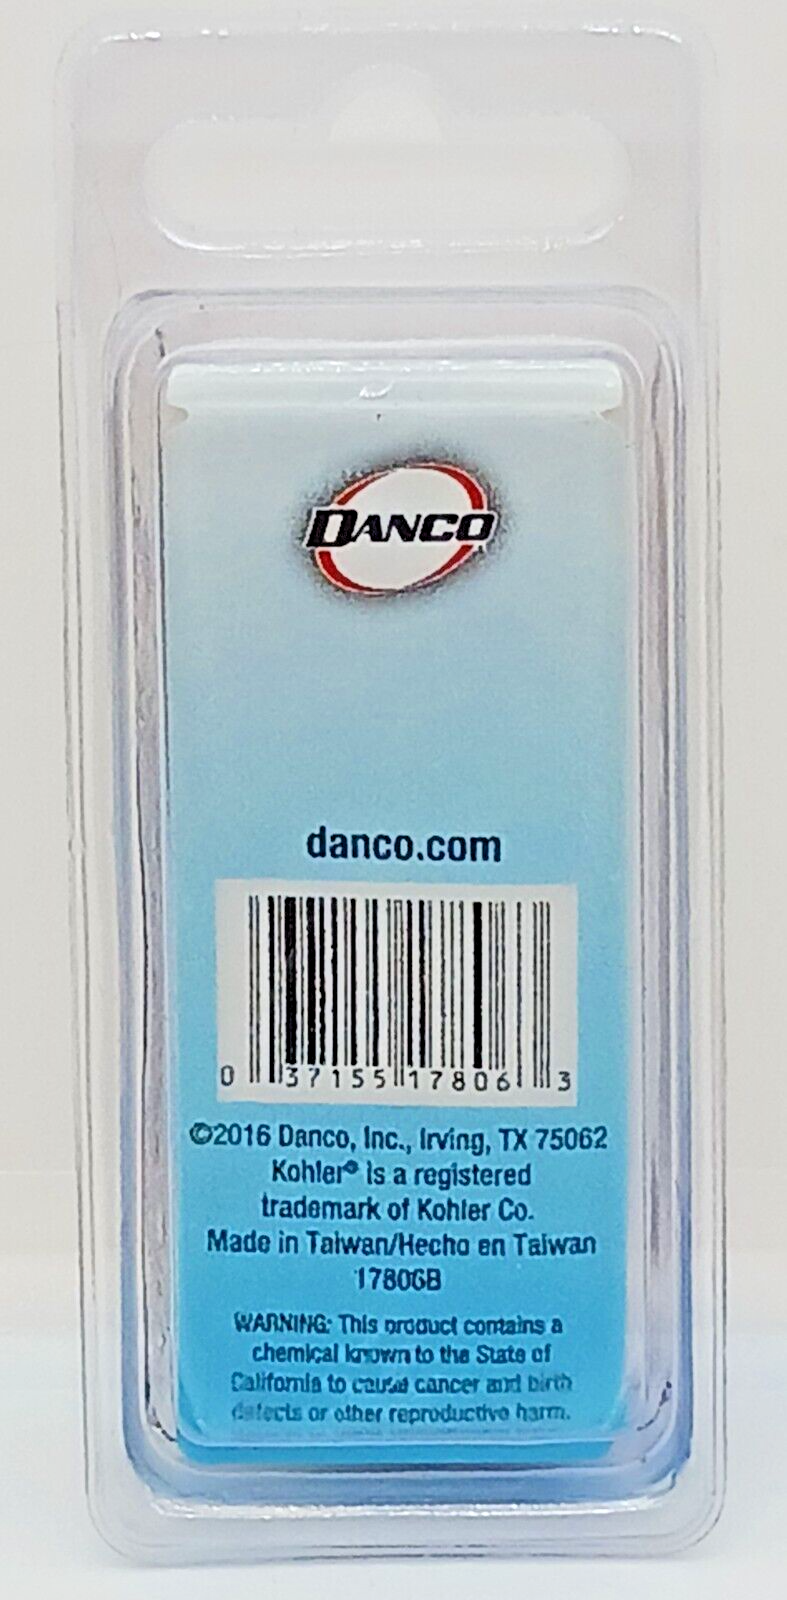 DANCO
danco.com
0 37155 17806 3
©2016 Danco, Inc., Irving, TX 75062
Kohler® is a registered
trademark of Kohler Co.
Made in Taiwan/Hecho en Taiwan
17806B
WARNING: This product contains a
chemical known to the State of
California to cause cancer and birth
defects or other reproductive harm.